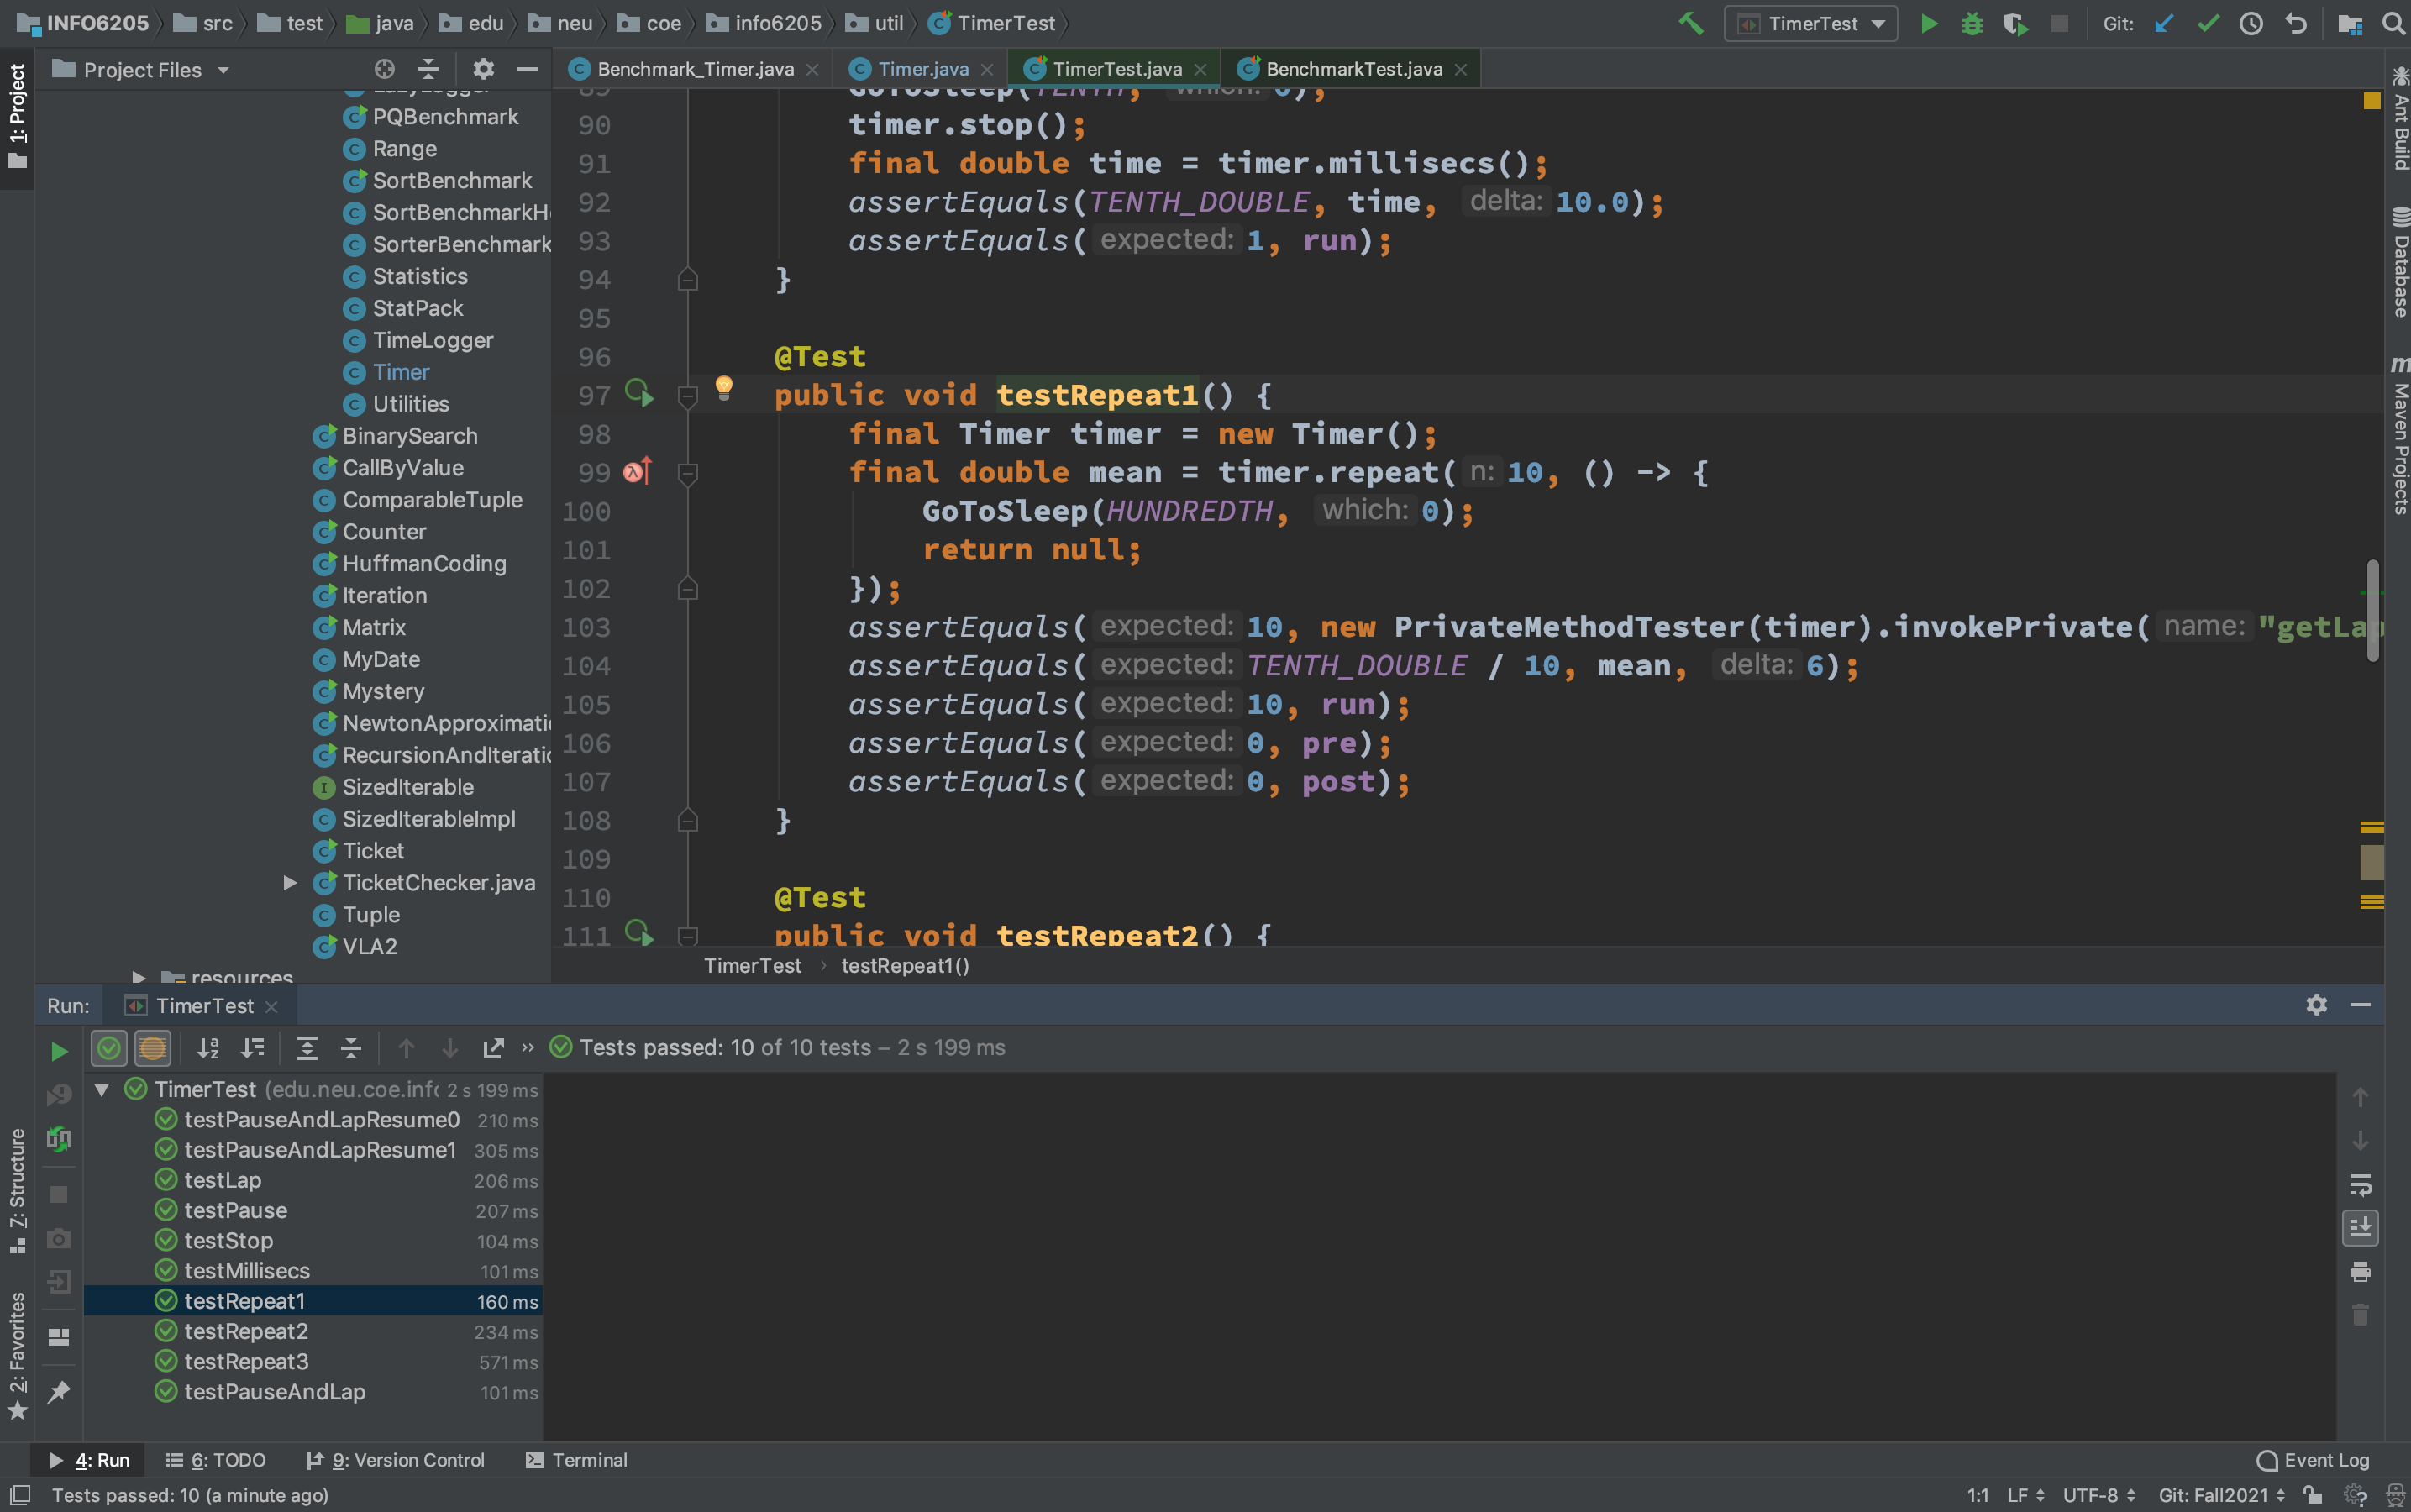 INFO6205 src test java edu neu coe info6205 util TimerTest
TimerTest Git:
1: Project
Project Files
Benchmark_Timer.java Timer.java TimerTest.java BenchmarkTest.java
LazyLogger
PQBenchmark
Range
SortBenchmark
SortBenchmarkH
SorterBenchmark
Statistics
StatPack
TimeLogger
Timer
Utilities
BinarySearch
CallByValue
ComparableTuple
Counter
HuffmanCoding
Iteration
Matrix
MyDate
Mystery
NewtonApproximati
RecursionAndIterati
SizedIterable
SizedIterableImpl
Ticket
TicketChecker.java
Tuple
VLA2
resources
89 GoToSleep(TENTH, which: 0);
90 timer.stop();
91 final double time = timer.millisecs();
92 assertEquals(TENTH_DOUBLE, time, delta: 10.0);
93 assertEquals( expected: 1, run);
94 }
95
96 @Test
97 public void testRepeat1() {
98 final Timer timer = new Timer();
99 final double mean = timer.repeat( n: 10, () -> {
100 GoToSleep(HUNDREDTH, which: 0);
101 return null;
102 });
103 assertEquals( expected: 10, new PrivateMethodTester(timer).invokePrivate( name: "getLap
104 assertEquals( expected: TENTH_DOUBLE / 10, mean, delta: 6);
105 assertEquals( expected: 10, run);
106 assertEquals( expected: 0, pre);
107 assertEquals( expected: 0, post);
108 }
109
110 @Test
111 public void testRepeat2() {
TimerTest › testRepeat1()
Ant Build
Database
m Maven Projects
Run: TimerTest
Tests passed: 10 of 10 tests – 2 s 199 ms
TimerTest (edu.neu.coe.info 2 s 199 ms
testPauseAndLapResume0 210 ms
testPauseAndLapResume1 305 ms
testLap 206 ms
testPause 207 ms
testStop 104 ms
testMillisecs 101 ms
testRepeat1 160 ms
testRepeat2 234 ms
testRepeat3 571 ms
testPauseAndLap 101 ms
7: Structure
2: Favorites
4: Run 6: TODO 9: Version Control Terminal Event Log
Tests passed: 10 (a minute ago) 1:1 LF UTF-8 Git: Fall2021